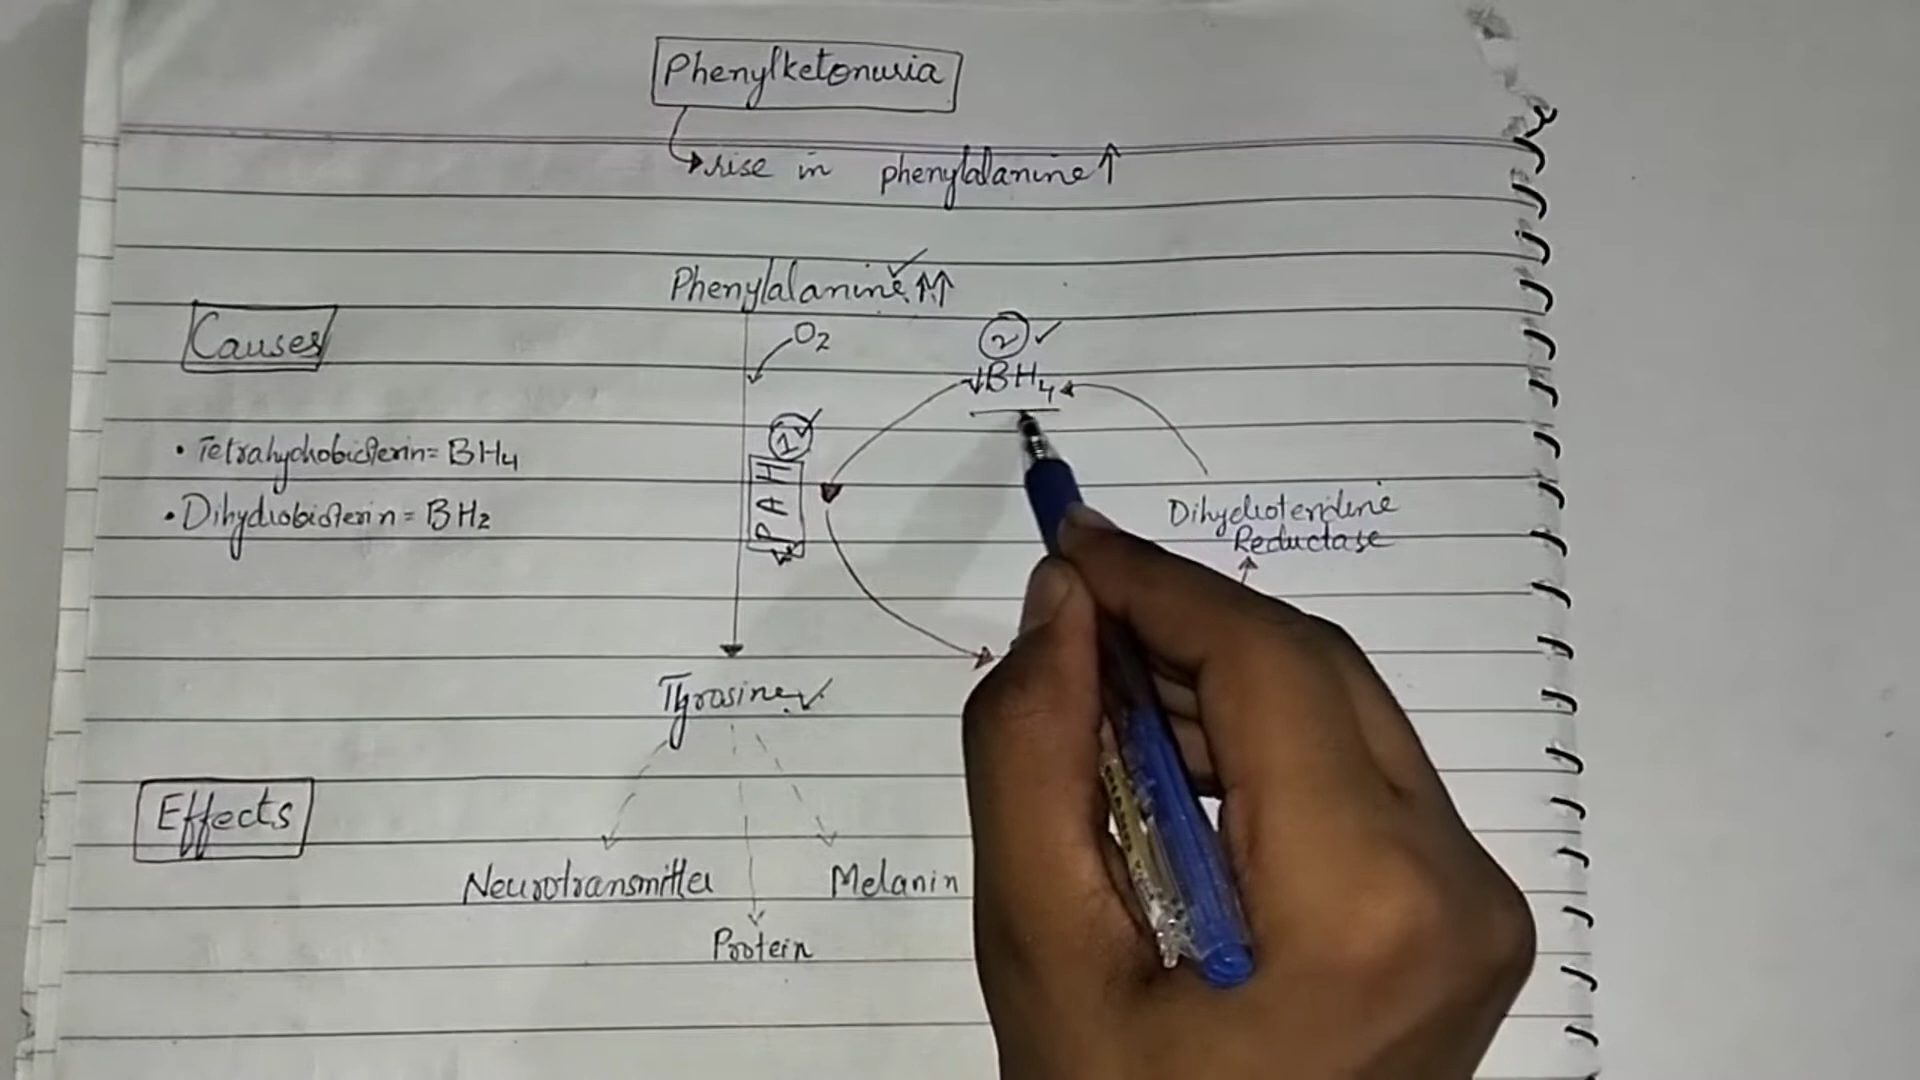 Phenylketonuria
rise in phenylalanine ↑
Phenylalanine ↑↑
Causes
O2
2
↓BH4
1
PAH
• Tetrahydrobiopterin = BH4
• Dihydrobiopterin = BH2
Dihydropteridine
Reductase
Tyrosine
Effects
Neurotransmitter
Melanin
Protein